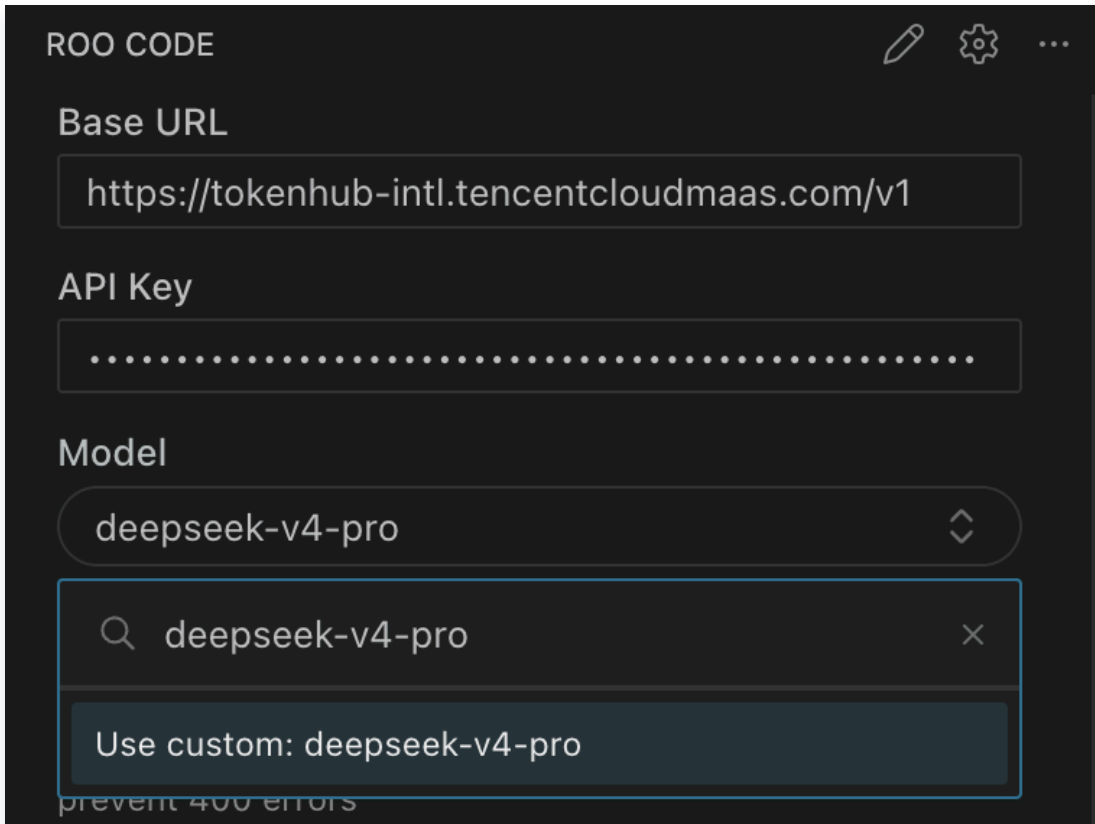 ROO CODE
Base URL
https://tokenhub-intl.tencentcloudmaas.com/v1
API Key
••••••••••••••••••••••••••••••••••••••••••••••••••
Model
deepseek-v4-pro
deepseek-v4-pro
Use custom: deepseek-v4-pro
prevent 400 errors